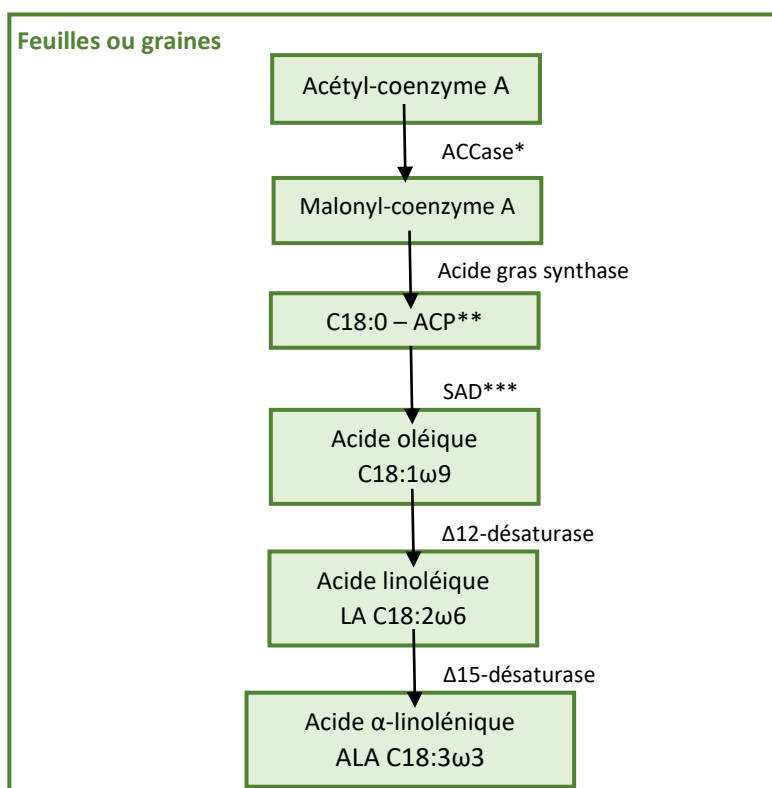 Feuilles ou graines
Acétyl-coenzyme A
ACCase*
Malonyl-coenzyme A
Acide gras synthase
C18:0 – ACP**
SAD***
Acide oléique
C18:1ω9
Δ12-désaturase
Acide linoléique
LA C18:2ω6
Δ15-désaturase
Acide α-linolénique
ALA C18:3ω3